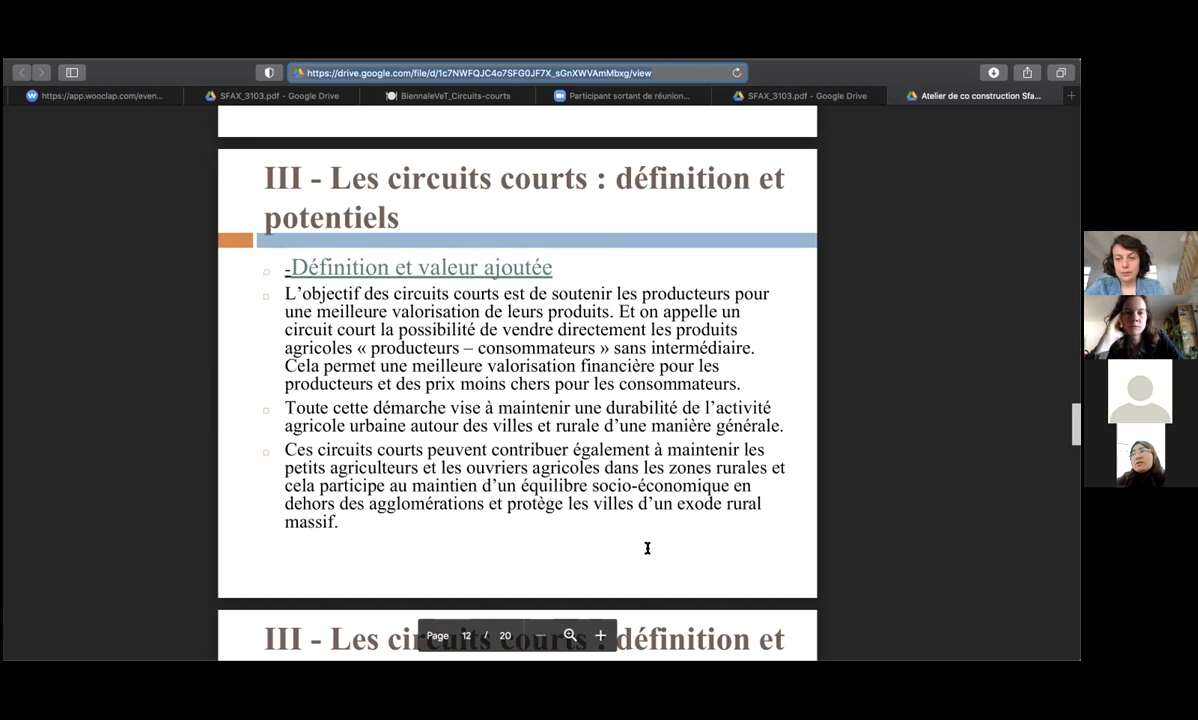 https://drive.google.com/file/d/1c7NWFQJC4o7SFG0JF7X_sGnXWVAmMbxg/view
https://app.wooclap.com/even...
SFAX_3103.pdf - Google Drive
BiennaleVeT_Circuits-courts
Participant sortant de réunion...
SFAX_3103.pdf - Google Drive
Atelier de co construction Sfa...
III - Les circuits courts : définition et
potentiels
-Définition et valeur ajoutée
L’objectif des circuits courts est de soutenir les producteurs pour
une meilleure valorisation de leurs produits. Et on appelle un
circuit court la possibilité de vendre directement les produits
agricoles « producteurs – consommateurs » sans intermédiaire.
Cela permet une meilleure valorisation financière pour les
producteurs et des prix moins chers pour les consommateurs.
Toute cette démarche vise à maintenir une durabilité de l’activité
agricole urbaine autour des villes et rurale d’une manière générale.
Ces circuits courts peuvent contribuer également à maintenir les
petits agriculteurs et les ouvriers agricoles dans les zones rurales et
cela participe au maintien d’un équilibre socio-économique en
dehors des agglomérations et protège les villes d’un exode rural
massif.
III - Les circuits courts : définition et
Page 12 / 20